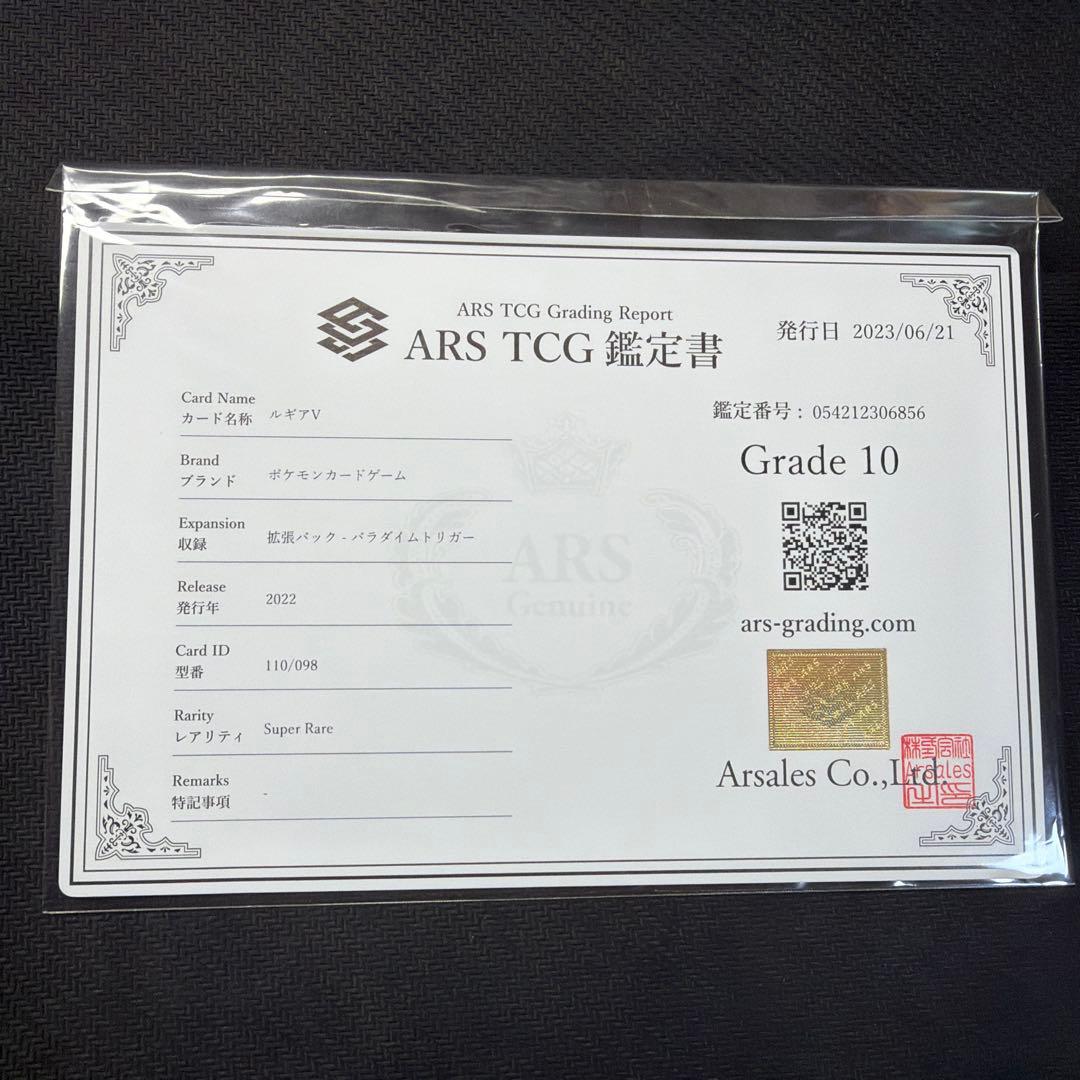 ARS TCG Grading Report
ARS TCG 鑑定書
発行日 2023/06/21
Card Name
カード名称 ルギアV
Brand
ブランド ポケモンカードゲーム
Expansion
収録 拡張パック - パラダイムトリガー
Release
発行年 2022
Card ID
型番 110/098
Rarity
レアリティ Super Rare
Remarks
特記事項 -
鑑定番号 : 054212306856
Grade 10
ars-grading.com
Arsales Co.,Ltd.
ARS
Genuine
株式会社
Arsales